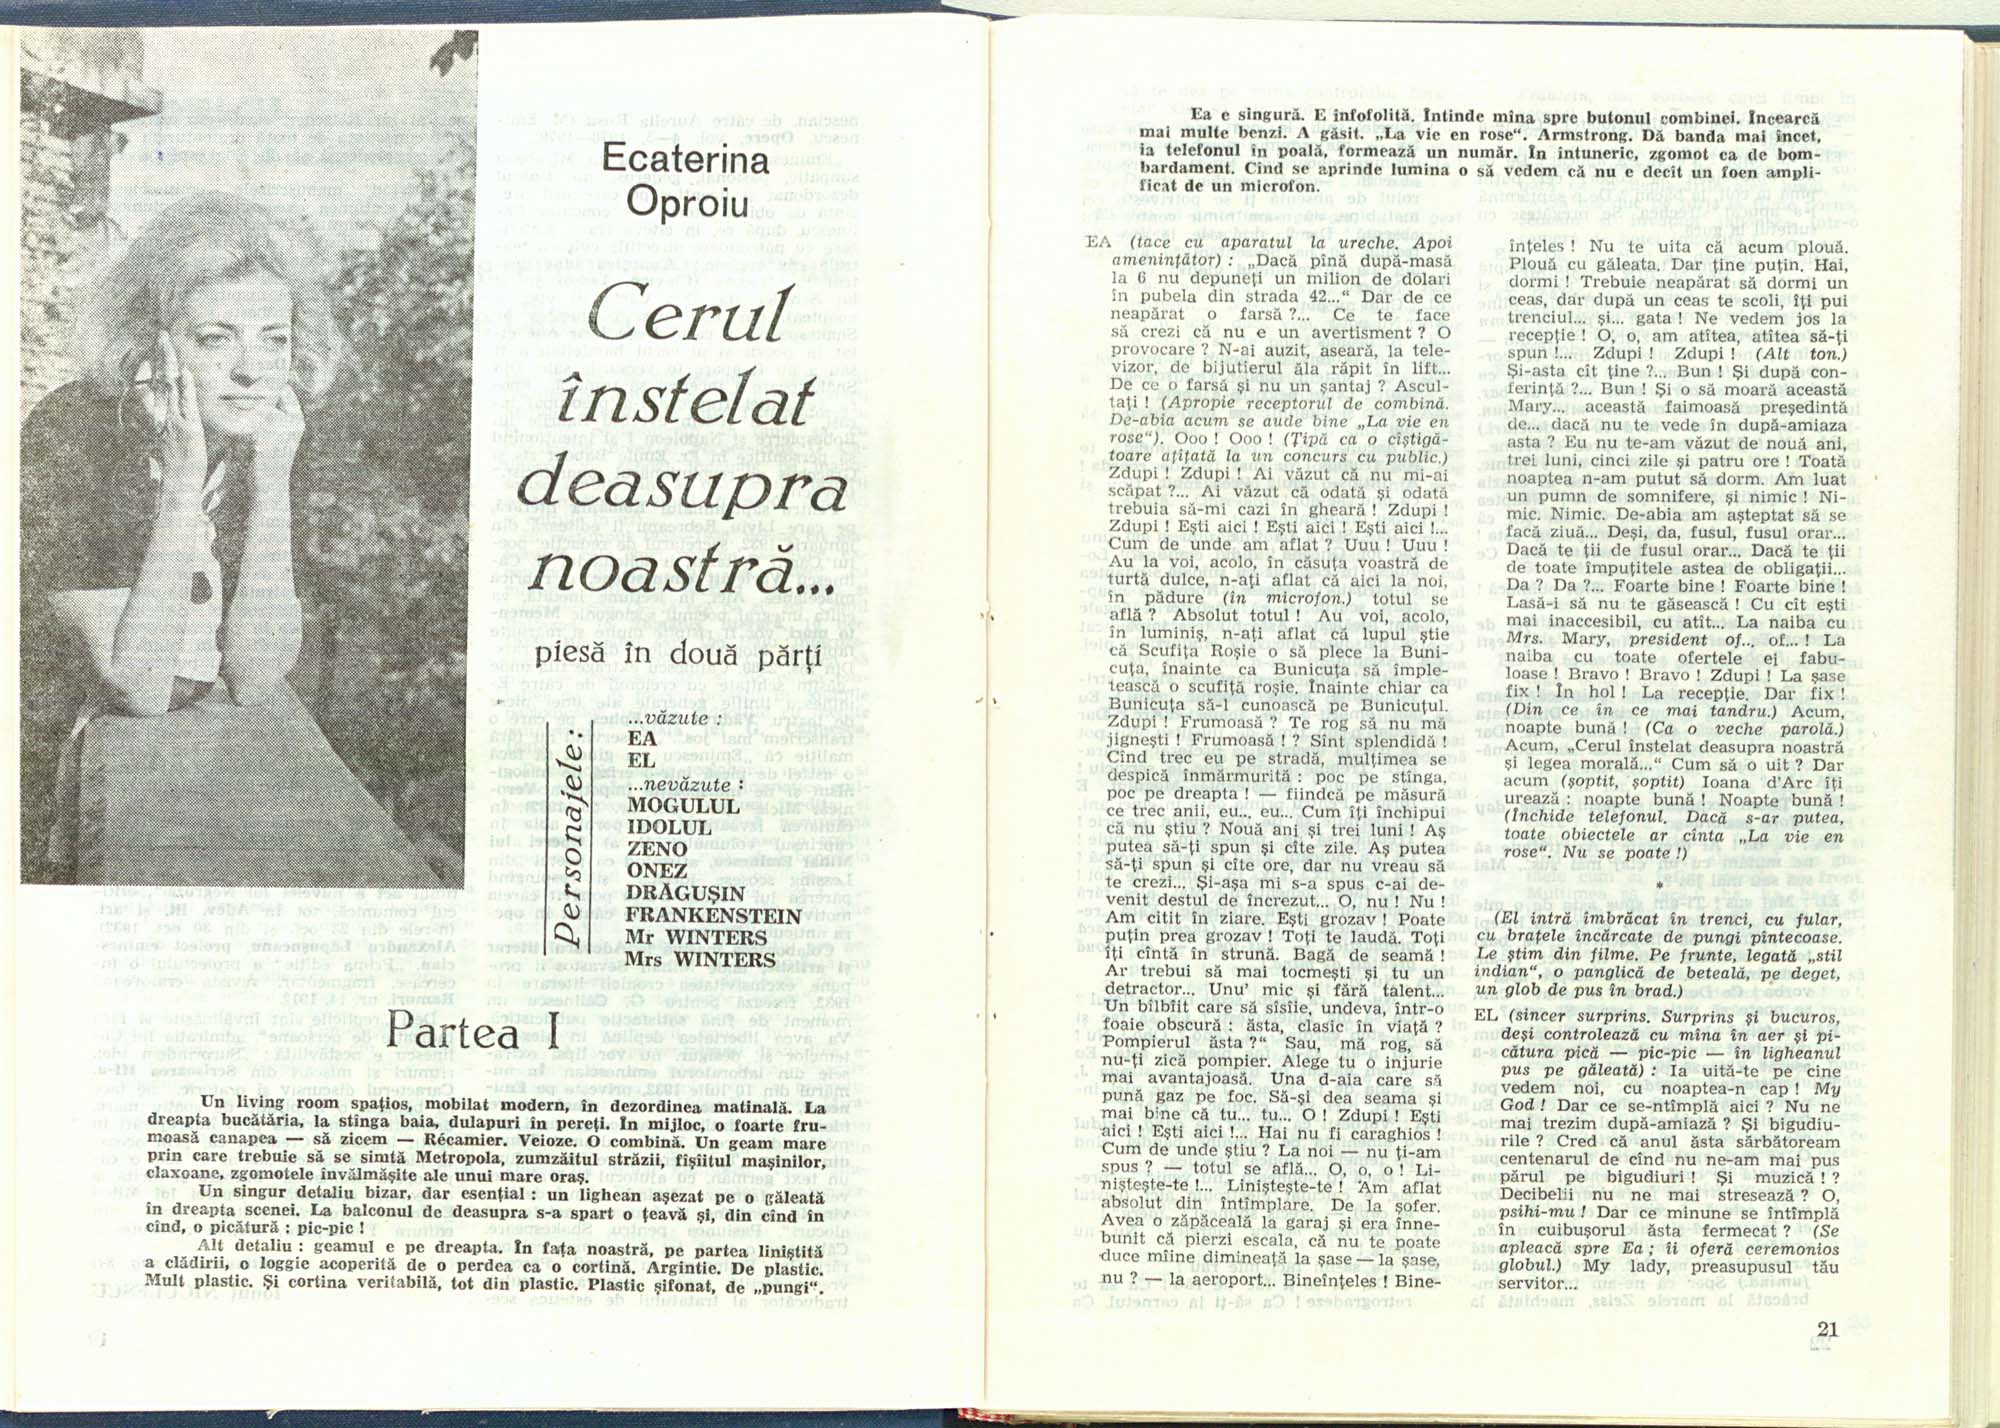 Ecaterina
Oproiu
Cerul
înstelat
deasupra
noastră...
piesă în două părți
Personajele:
...văzute :
EA
EL
...nevăzute :
MOGULUL
IDOLUL
ZENO
ONEZ
DRĂGUȘIN
FRANKENSTEIN
Mr WINTERS
Mrs WINTERS
Partea I
Un living room spațios, mobilat modern, în dezordinea matinală. La
dreapta bucătăria, la stînga baia, dulapuri în pereți. În mijloc, o foarte fru-
moasă canapea — să zicem — Récamier. Veioze. O combină. Un geam mare
prin care trebuie să se simtă Metropola, zumzăitul străzii, fîșîitul mașinilor,
claxoane, zgomotele învălmășite ale unui mare oraș.
Un singur detaliu bizar, dar esențial : un lighean așezat pe o găleată
în dreapta scenei. La balconul de deasupra s-a spart o țeavă și, din cînd în
cînd, o picătură : pic-pic !
Alt detaliu : geamul e pe dreapta. În fața noastră, pe partea liniștită
a clădirii, o loggie acoperită de o perdea ca o cortină. Argintic. De plastic.
Mult plastic. Și cortina veritabilă, tot din plastic. Plastic șifonat, de „pungi“.
Ea e singură. E înfofolită. Întinde mîna spre butonul combinei. Încearcă
mai multe benzi. A găsit. „La vie en rose“. Armstrong. Dă banda mai încet,
ia telefonul în poală, formează un număr. În întuneric, zgomot ca de bom-
bardament. Cînd se aprinde lumina o să vedem că nu e decît un foen ampli-
ficat de un microfon.
EA (tace cu aparatul la ureche. Apoi
amenințător) : „Dacă pînă după-masă
la 6 nu depuneți un milion de dolari
în pubela din strada 42...“ Dar de ce
neapărat o farsă ?... Ce te face
să crezi că nu e un avertisment ? O
provocare ? N-ai auzit, aseară, la tele-
vizor, de bijutierul ăla răpit în lift...
De ce o farsă și nu un șantaj ? Ascul-
tați ! (Apropie receptorul de combină.
De-abia acum se aude bine „La vie en
rose“). Ooo ! Ooo ! (Țipă ca o cîștigă-
toare ațîțată la un concurs cu public.)
Zdupi ! Zdupi ! Ai văzut că nu mi-ai
scăpat ?... Ai văzut că odată și odată
trebuia să-mi cazi în gheară ! Zdupi !
Zdupi ! Ești aici ! Ești aici ! Ești aici !...
Cum de unde am aflat ? Uuu ! Uuu !
Au la voi, acolo, în căsuța voastră de
turtă dulce, n-ați aflat că aici la noi,
în pădure (în microfon.) totul se
află ? Absolut totul ! Au voi, acolo,
în luminiș, n-ați aflat că lupul știe
că Scufița Roșie o să plece la Buni-
cuța, înainte ca Bunicuța să împle-
tească o scufiță roșie. Înainte chiar ca
Bunicuța să-l cunoască pe Bunicuțul.
Zdupi ! Frumoasă ? Te rog să nu mă
jignești ! Frumoasă ! ? Sînt splendidă !
Cînd trec eu pe stradă, mulțimea se
despică înmărmurită : poc pe stînga,
poc pe dreapta ! — fiindcă pe măsură
ce trec anii, eu... eu... Cum îți închipui
că nu știu ? Nouă ani și trei luni ! Aș
putea să-ți spun și cîte zile. Aș putea
să-ți spun și cîte ore, dar nu vreau să
te crezi... Și-așa mi s-a spus c-ai de-
venit destul de încrezut... O, nu ! Nu !
Am citit în ziare. Ești grozav ! Poate
puțin prea grozav ! Toți te laudă. Toți
îți cîntă în strună. Bagă de seamă !
Ar trebui să mai tocmești și tu un
detractor... Unu’ mic și fără talent...
Un bîlbîit care să sîsîie, undeva, într-o
foaie obscură : ăsta, clasic în viață ?
Pompierul ăsta ?“ Sau, mă rog, să
nu-ți zică pompier. Alege tu o injurie
mai avantajoasă. Una d-aia care să
pună gaz pe foc. Să-și dea seama și
mai bine că tu... tu... O ! Zdupi ! Ești
aici ! Ești aici !... Hai nu fi caraghios !
Cum de unde știu ? La noi — nu ți-am
spus ? — totul se află... O, o, o ! Li-
niștește-te !... Liniștește-te ! Am aflat
absolut din întîmplare. De la șofer.
Avea o zăpăceală la garaj și era înne-
bunit că pierzi escala, că nu te poate
duce mîine dimineață la șase — la șase,
nu ? — la aeroport... Bineînțeles ! Bine-
înțeles ! Nu te uita că acum plouă.
Plouă cu găleata. Dar ține puțin. Hai,
dormi ! Trebuie neapărat să dormi un
ceas, dar după un ceas te scoli, îți pui
trenciul... și... gata ! Ne vedem jos la
recepție ! O, o, am atîtea, atîtea să-ți
spun !... Zdupi ! Zdupi ! (Alt ton.)
Și-asta cît ține ?... Bun ! Și după con-
ferință ?... Bun ! Și o să moară această
Mary... această faimoasă președintă
de... dacă nu te vede în după-amiaza
asta ? Eu nu te-am văzut de nouă ani,
trei luni, cinci zile și patru ore ! Toată
noaptea n-am putut să dorm. Am luat
un pumn de somnifere, și nimic ! Ni-
mic. Nimic. De-abia am așteptat să se
facă ziuă... Deși, da, fusul, fusul orar...
Dacă te ții de fusul orar... Dacă te ții
de toate împuțitele astea de obligații...
Da ? Da ?... Foarte bine ! Foarte bine !
Lasă-i să nu te găsească ! Cu cît ești
mai inaccesibil, cu atît... La naiba cu
Mrs. Mary, president of... of... ! La
naiba cu toate ofertele ei fabu-
loase ! Bravo ! Bravo ! Zdupi ! La șase
fix ! În hol ! La recepție. Dar fix !
(Din ce în ce mai tandru.) Acum,
noapte bună ! (Ca o veche parolă.)
Acum, „Cerul înstelat deasupra noastră
și legea morală...“ Cum să o uit ? Dar
acum (șoptit, șoptit) Ioana d'Arc îți
urează : noapte bună ! Noapte bună !
(Închide telefonul. Dacă s-ar putea,
toate obiectele ar cînta „La vie en
rose“. Nu se poate !)
*
(El intră îmbrăcat în trenci, cu fular,
cu brațele încărcate de pungi pîntecoase.
Le știm din filme. Pe frunte, legată „stil
indian“, o panglică de beteală, pe deget,
un glob de pus în brad.)
EL (sincer surprins. Surprins și bucuros,
deși controlează cu mîna în aer și pi-
cătura pică — pic-pic — în ligheanul
pus pe găleată) : Ia uită-te pe cine
vedem noi, cu noaptea-n cap ! My
God ! Dar ce se-ntîmplă aici ? Nu ne
mai trezim după-amiază ? Și bigudiu-
rile ? Cred că anul ăsta sărbătoream
centenarul de cînd nu ne-am mai pus
părul pe bigudiuri ! Și muzică ! ?
Decibelii nu ne mai stresează ? O,
psihi-mu ! Dar ce minune se întîmplă
în cuibușorul ăsta fermecat ? (Se
apleacă spre Ea ; îi oferă ceremonios
globul.) My lady, preasupusul tău
servitor...
21